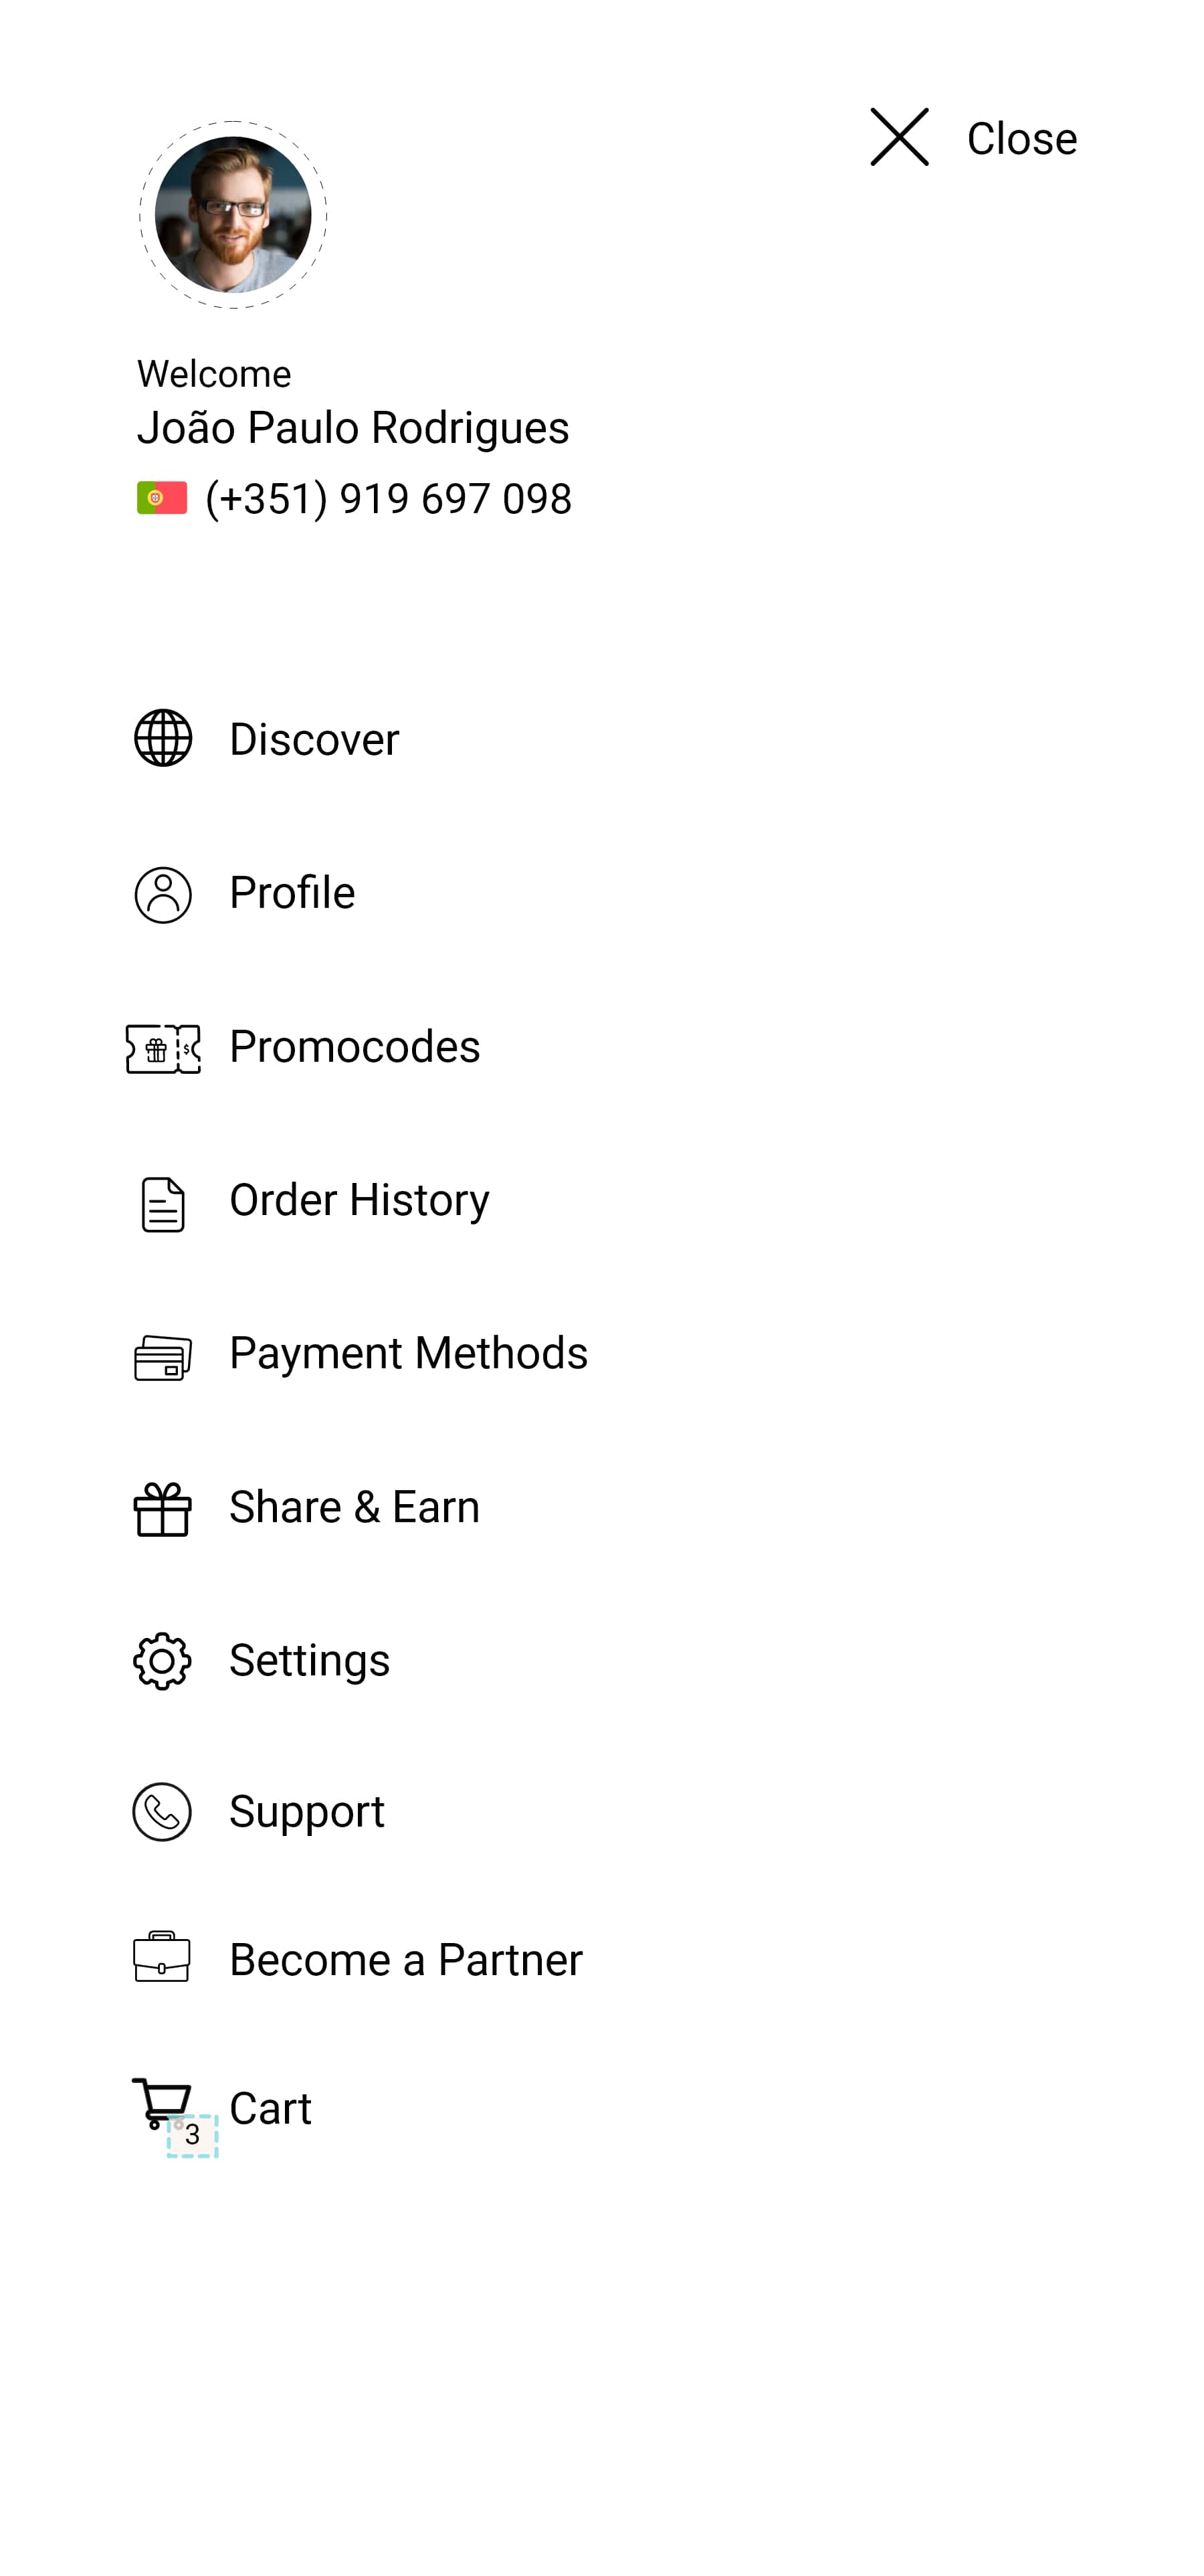 Close
Welcome
João Paulo Rodrigues
(+351) 919 697 098
Discover
Profile
$
Promocodes
Order History
Payment Methods
Share & Earn
Settings
Support
Become a Partner
Cart
3